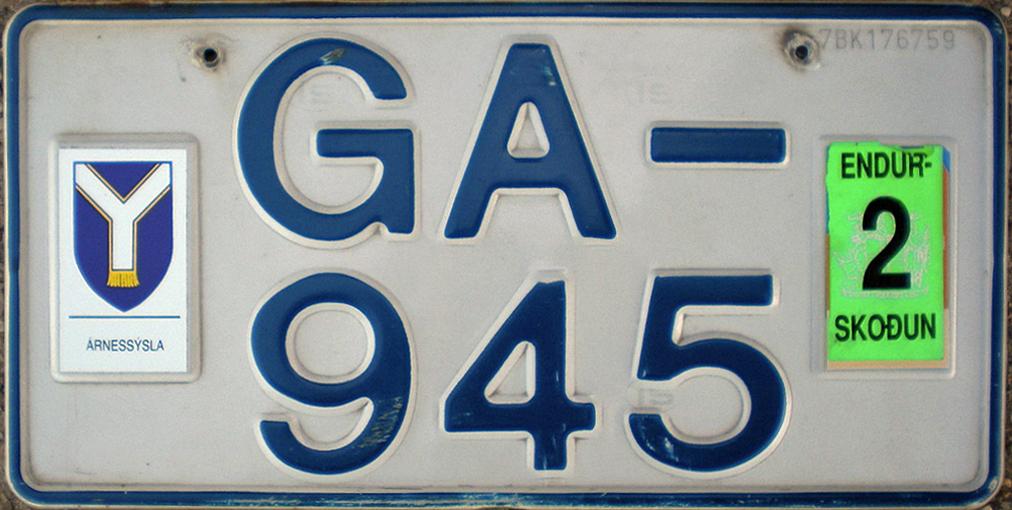 7BK176759
GA-
ENDUR-
2
SKOÐUN
ÁRNESSÝSLA
945